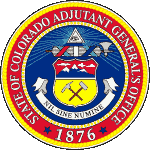 STATE OF COLORADO ADJUTANT GENERAL'S OFFICE
NIL SINE NUMINE
1876